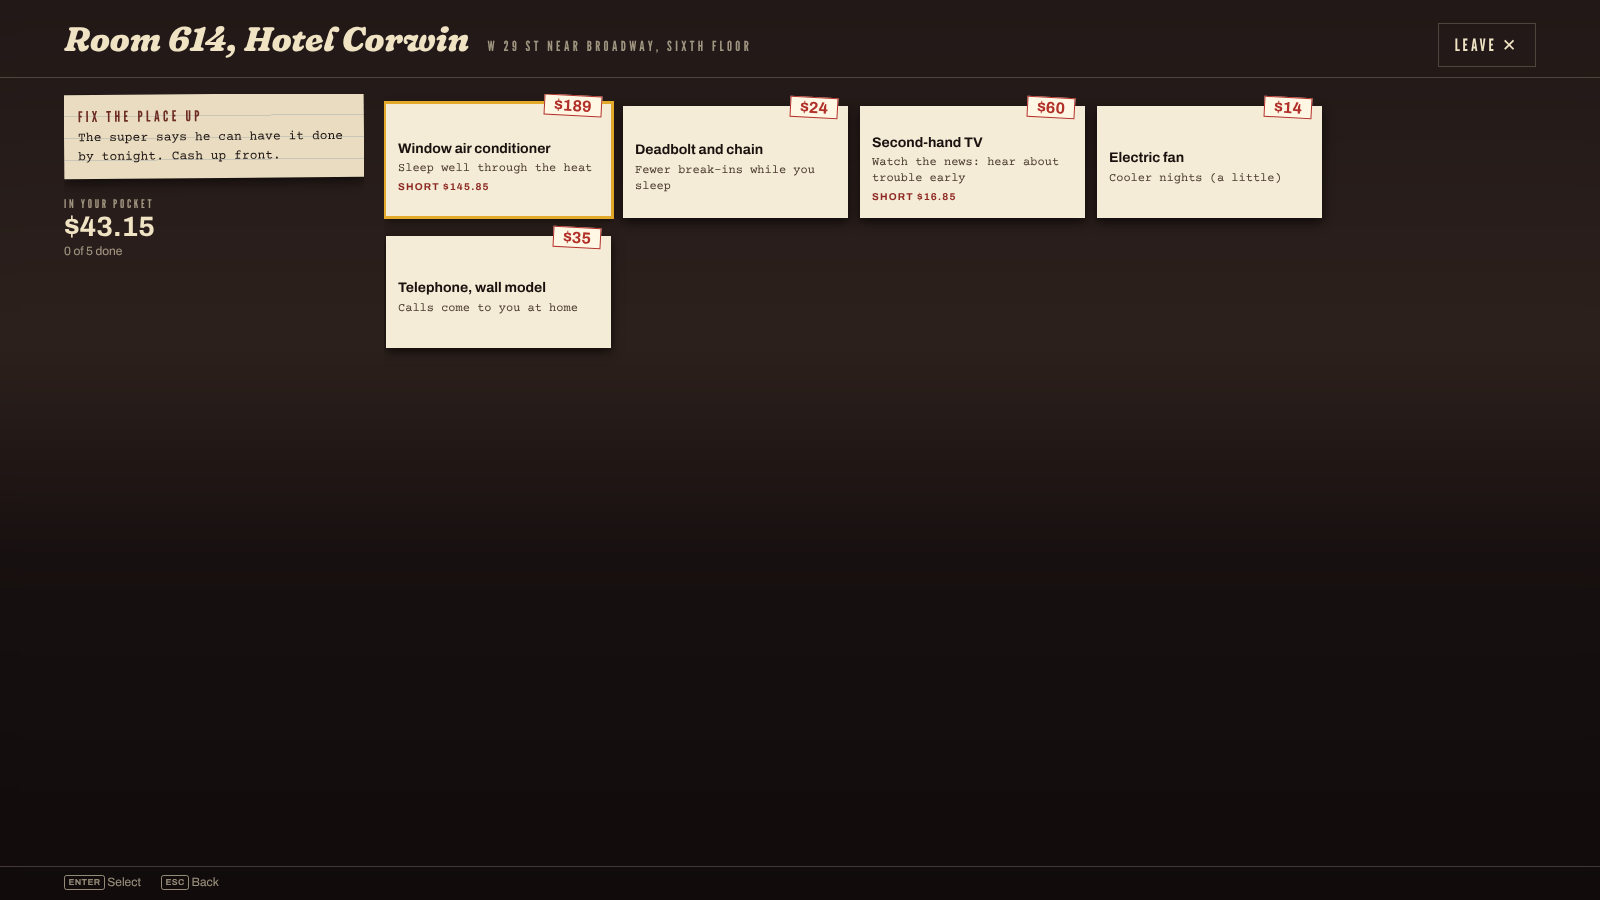 Room 614, Hotel Corwin
W 29 ST NEAR BROADWAY, SIXTH FLOOR
LEAVE ✕
FIX THE PLACE UP
The super says he can have it done
by tonight. Cash up front.
IN YOUR POCKET
$43.15
0 of 5 done
$189
Window air conditioner
Sleep well through the heat
SHORT $145.85
$24
Deadbolt and chain
Fewer break-ins while you
sleep
$60
Second-hand TV
Watch the news: hear about
trouble early
SHORT $16.85
$14
Electric fan
Cooler nights (a little)
$35
Telephone, wall model
Calls come to you at home
ENTER Select ESC Back